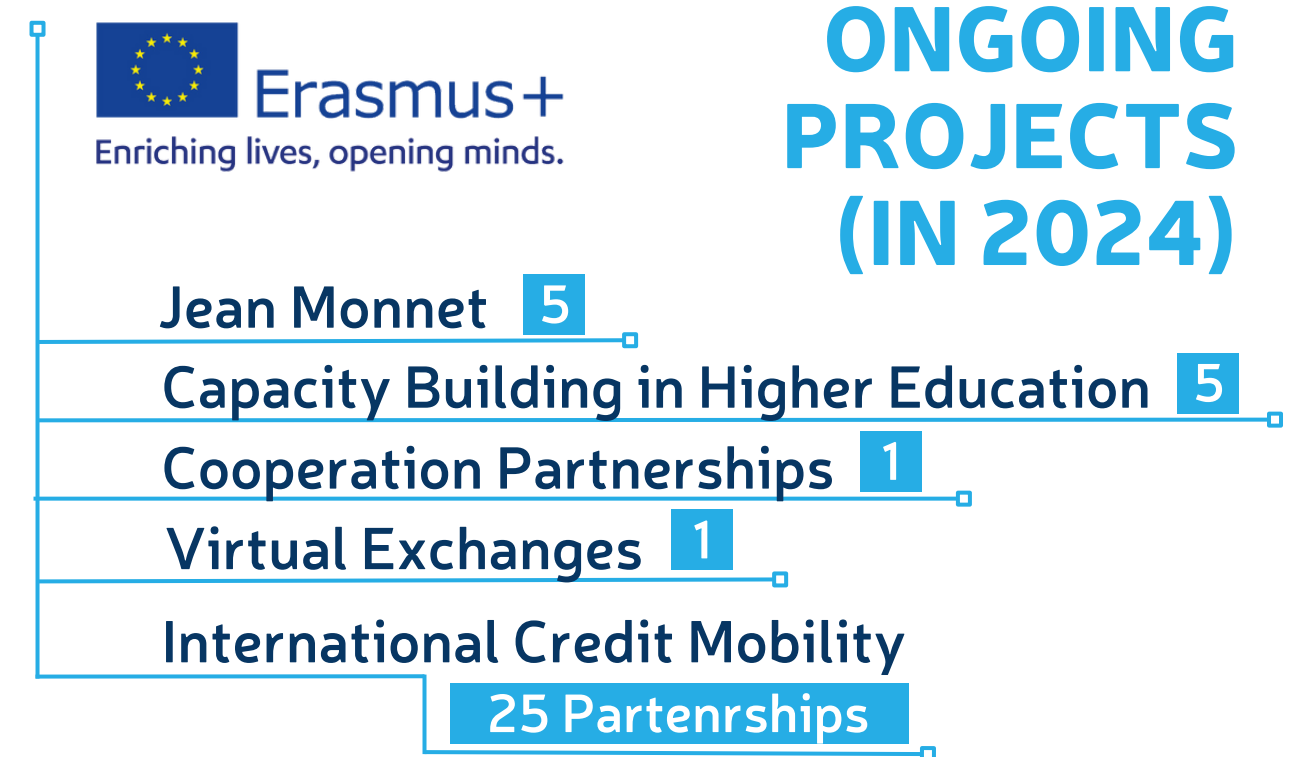 Erasmus+
Enriching lives, opening minds.
ONGOING
PROJECTS
(IN 2024)
Jean Monnet 5
Capacity Building in Higher Education 5
Cooperation Partnerships 1
Virtual Exchanges 1
International Credit Mobility
25 Partenrships